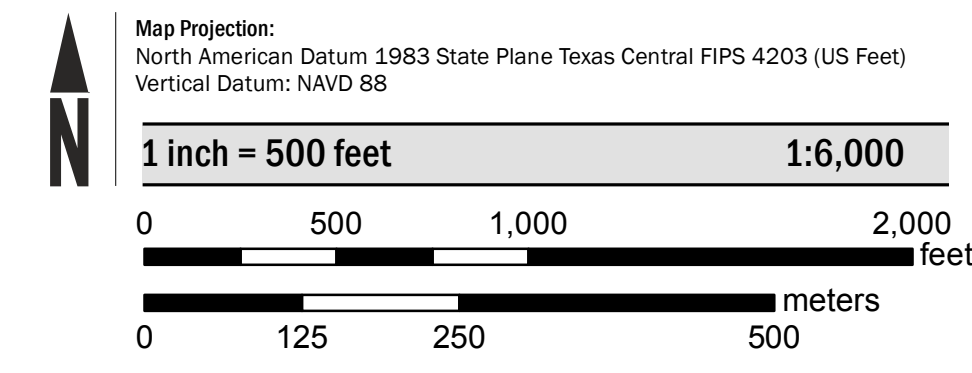 Map Projection:
North American Datum 1983 State Plane Texas Central FIPS 4203 (US Feet)
Vertical Datum: NAVD 88
N
1 inch = 500 feet 1:6,000
0 500 1,000 2,000
feet
meters
0 125 250 500